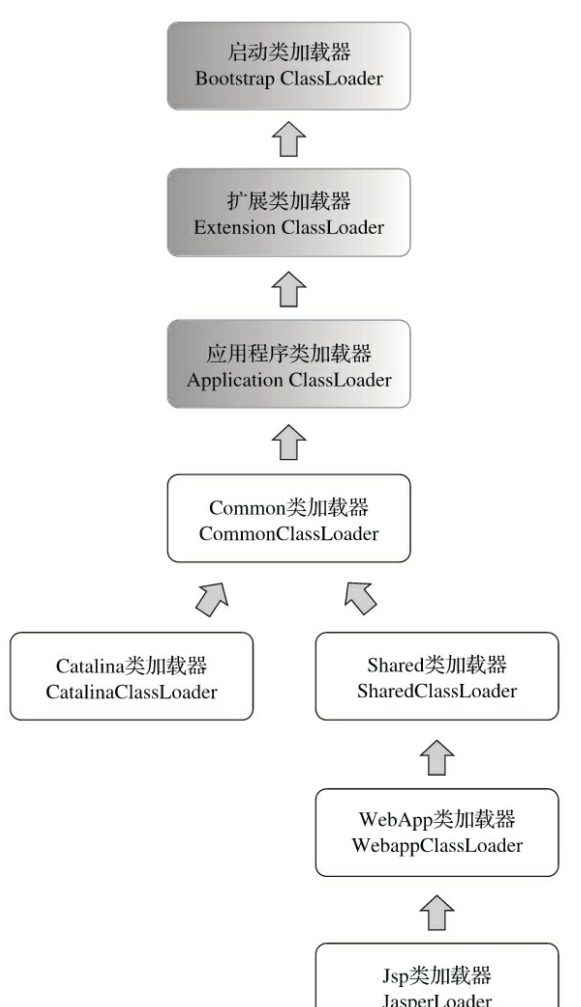 启动类加载器
Bootstrap ClassLoader
扩展类加载器
Extension ClassLoader
应用程序类加载器
Application ClassLoader
Common类加载器
CommonClassLoader
Catalina类加载器
CatalinaClassLoader
Shared类加载器
SharedClassLoader
WebApp类加载器
WebappClassLoader
Jsp类加载器
JasperLoader